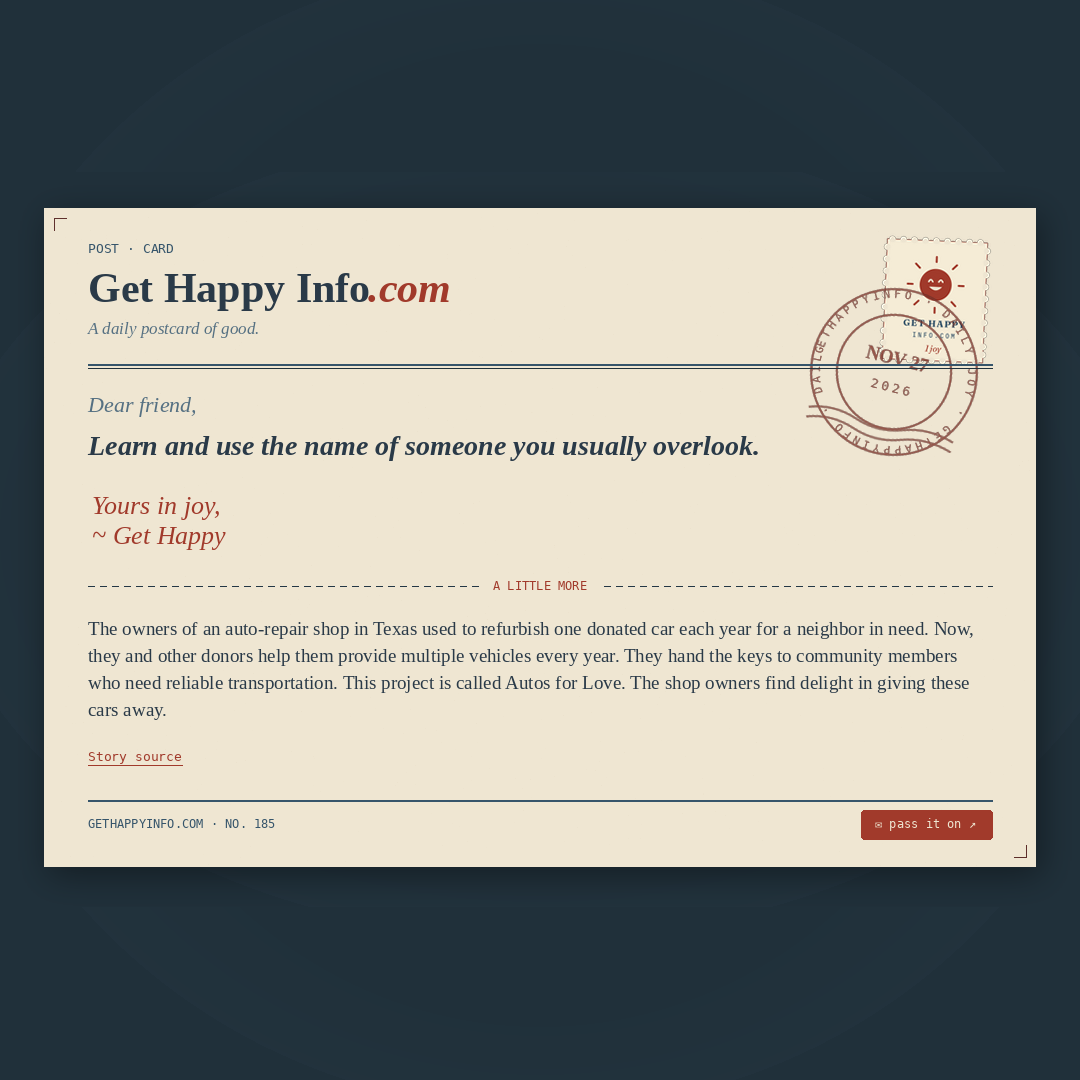 POST · CARD
Get Happy Info.com
A daily postcard of good.
GET HAPPY
INFO.COM
1 joy
GETHAPPYINFO · DAILY JOY · GETHAPPYINFO · DAIL
NOV 27
2026
Dear friend,
Learn and use the name of someone you usually overlook.
Yours in joy,
~ Get Happy
A LITTLE MORE
The owners of an auto-repair shop in Texas used to refurbish one donated car each year for a neighbor in need. Now,
they and other donors help them provide multiple vehicles every year. They hand the keys to community members
who need reliable transportation. This project is called Autos for Love. The shop owners find delight in giving these
cars away.
Story source
GETHAPPYINFO.COM · NO. 185
✉ pass it on ↗